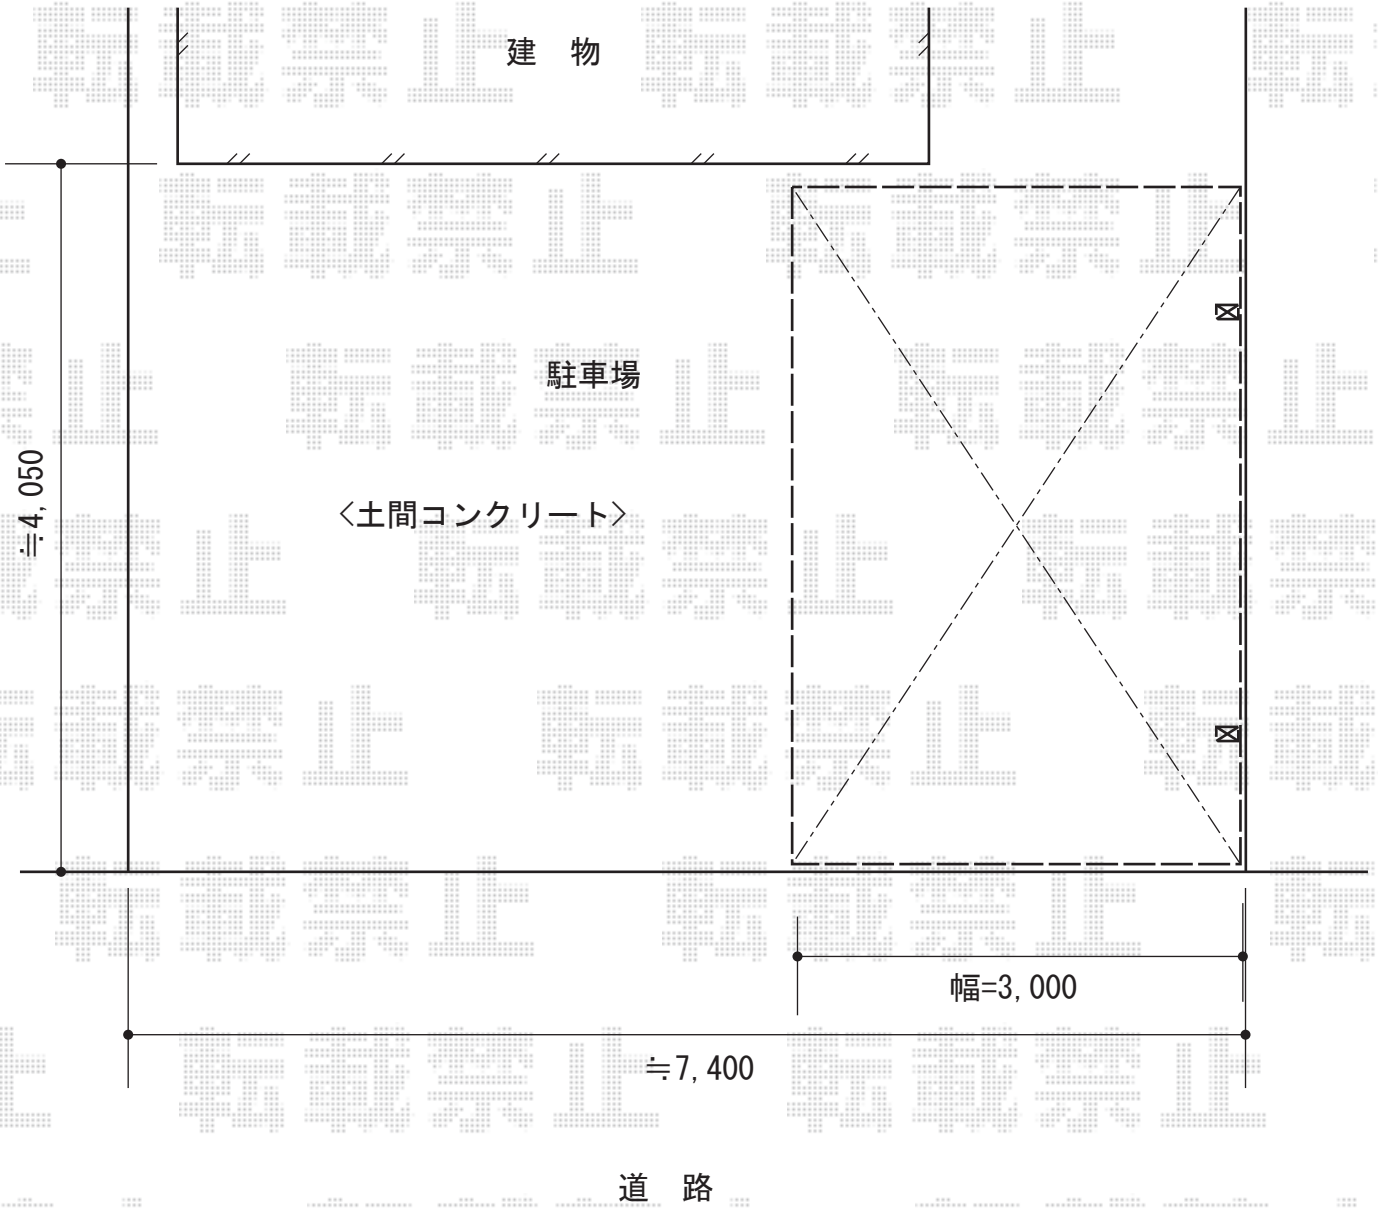 建　物
駐車場
<土間コンクリート>
≒4,050
幅=3,000
≒7,400
道　路
転載禁止